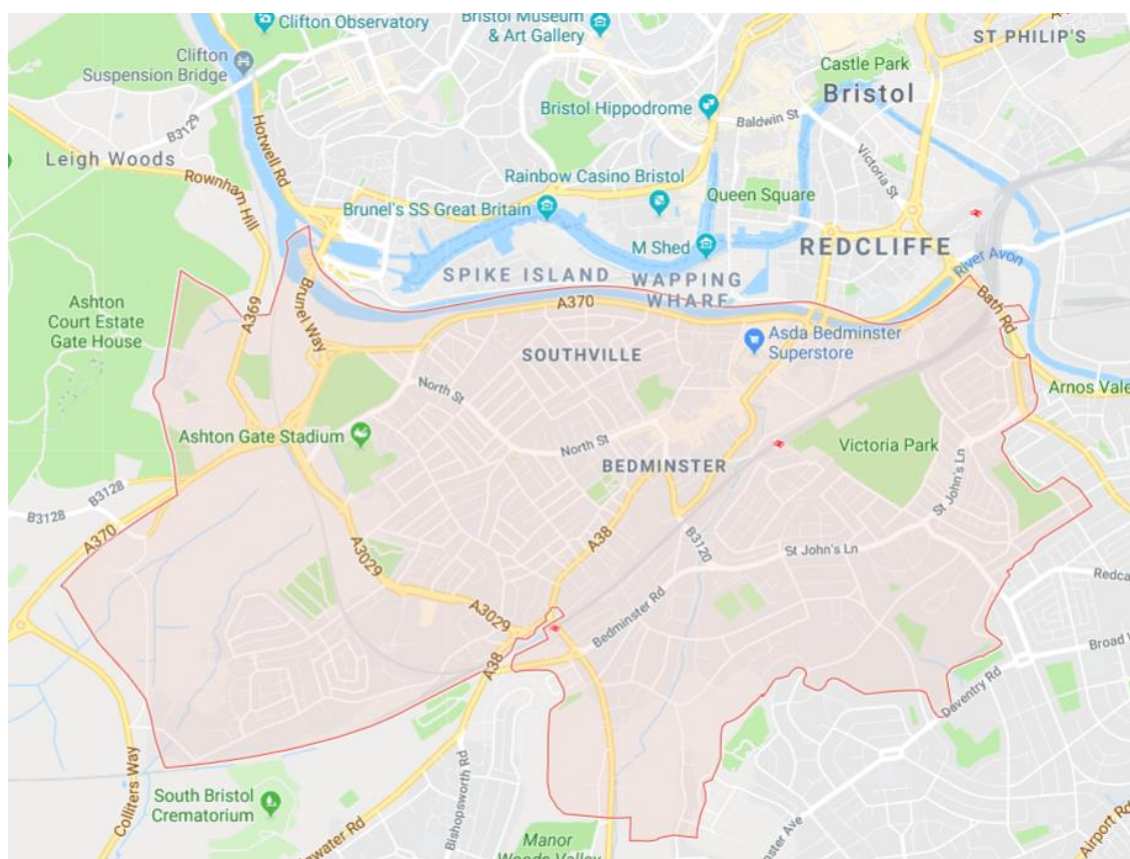 Clifton Observatory
Bristol Museum
& Art Gallery
ST PHILIP'S
Clifton
Suspension Bridge
Castle Park
Bristol
Bristol Hippodrome
Baldwin St
B3129
Hotwell Rd
Victoria St
Leigh Woods
Rownham Hill
Rainbow Casino Bristol
Queen Square
Brunel's SS Great Britain
M Shed
REDCLIFFE
River Avon
SPIKE ISLAND
WAPPING
WHARF
Bath Rd
Ashton
Court Estate
Gate House
A369
Brunel Way
A370
Asda Bedminster
Superstore
SOUTHVILLE
North St
Arnos Vale
Ashton Gate Stadium
North St
BEDMINSTER
Victoria Park
St John's Ln
B3128
B3128
A370
A38
B3120
St John's Ln
A3029
A3029
Bedminster Rd
A38
Daventry Rd
Colliters Way
Bishopsworth Rd
South Bristol
Crematorium
Manor
Woods Valley
Airport Rd